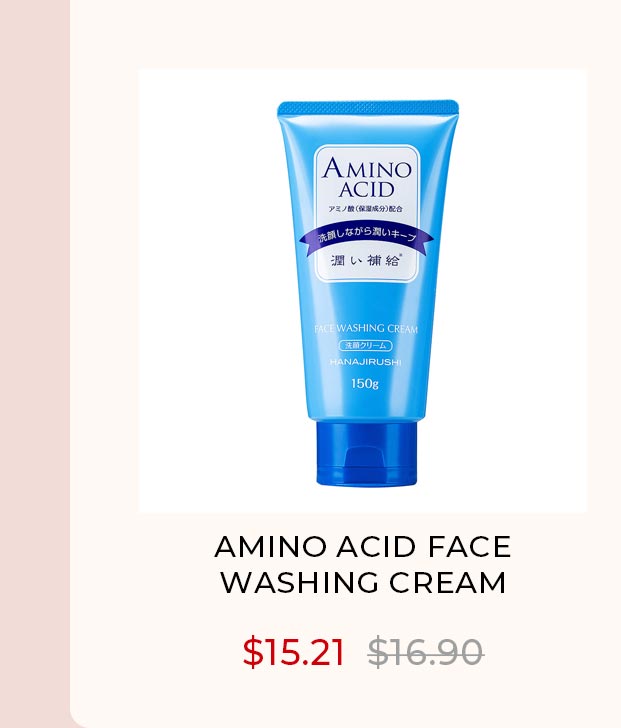 AMINO
ACID
アミノ酸(保湿成分)配合
洗顔しながら潤いキープ
潤い補給®
FACE WASHING CREAM
洗顔クリーム
HANAJIRUSHI
150g
AMINO ACID FACE
WASHING CREAM
$15.21 $16.90